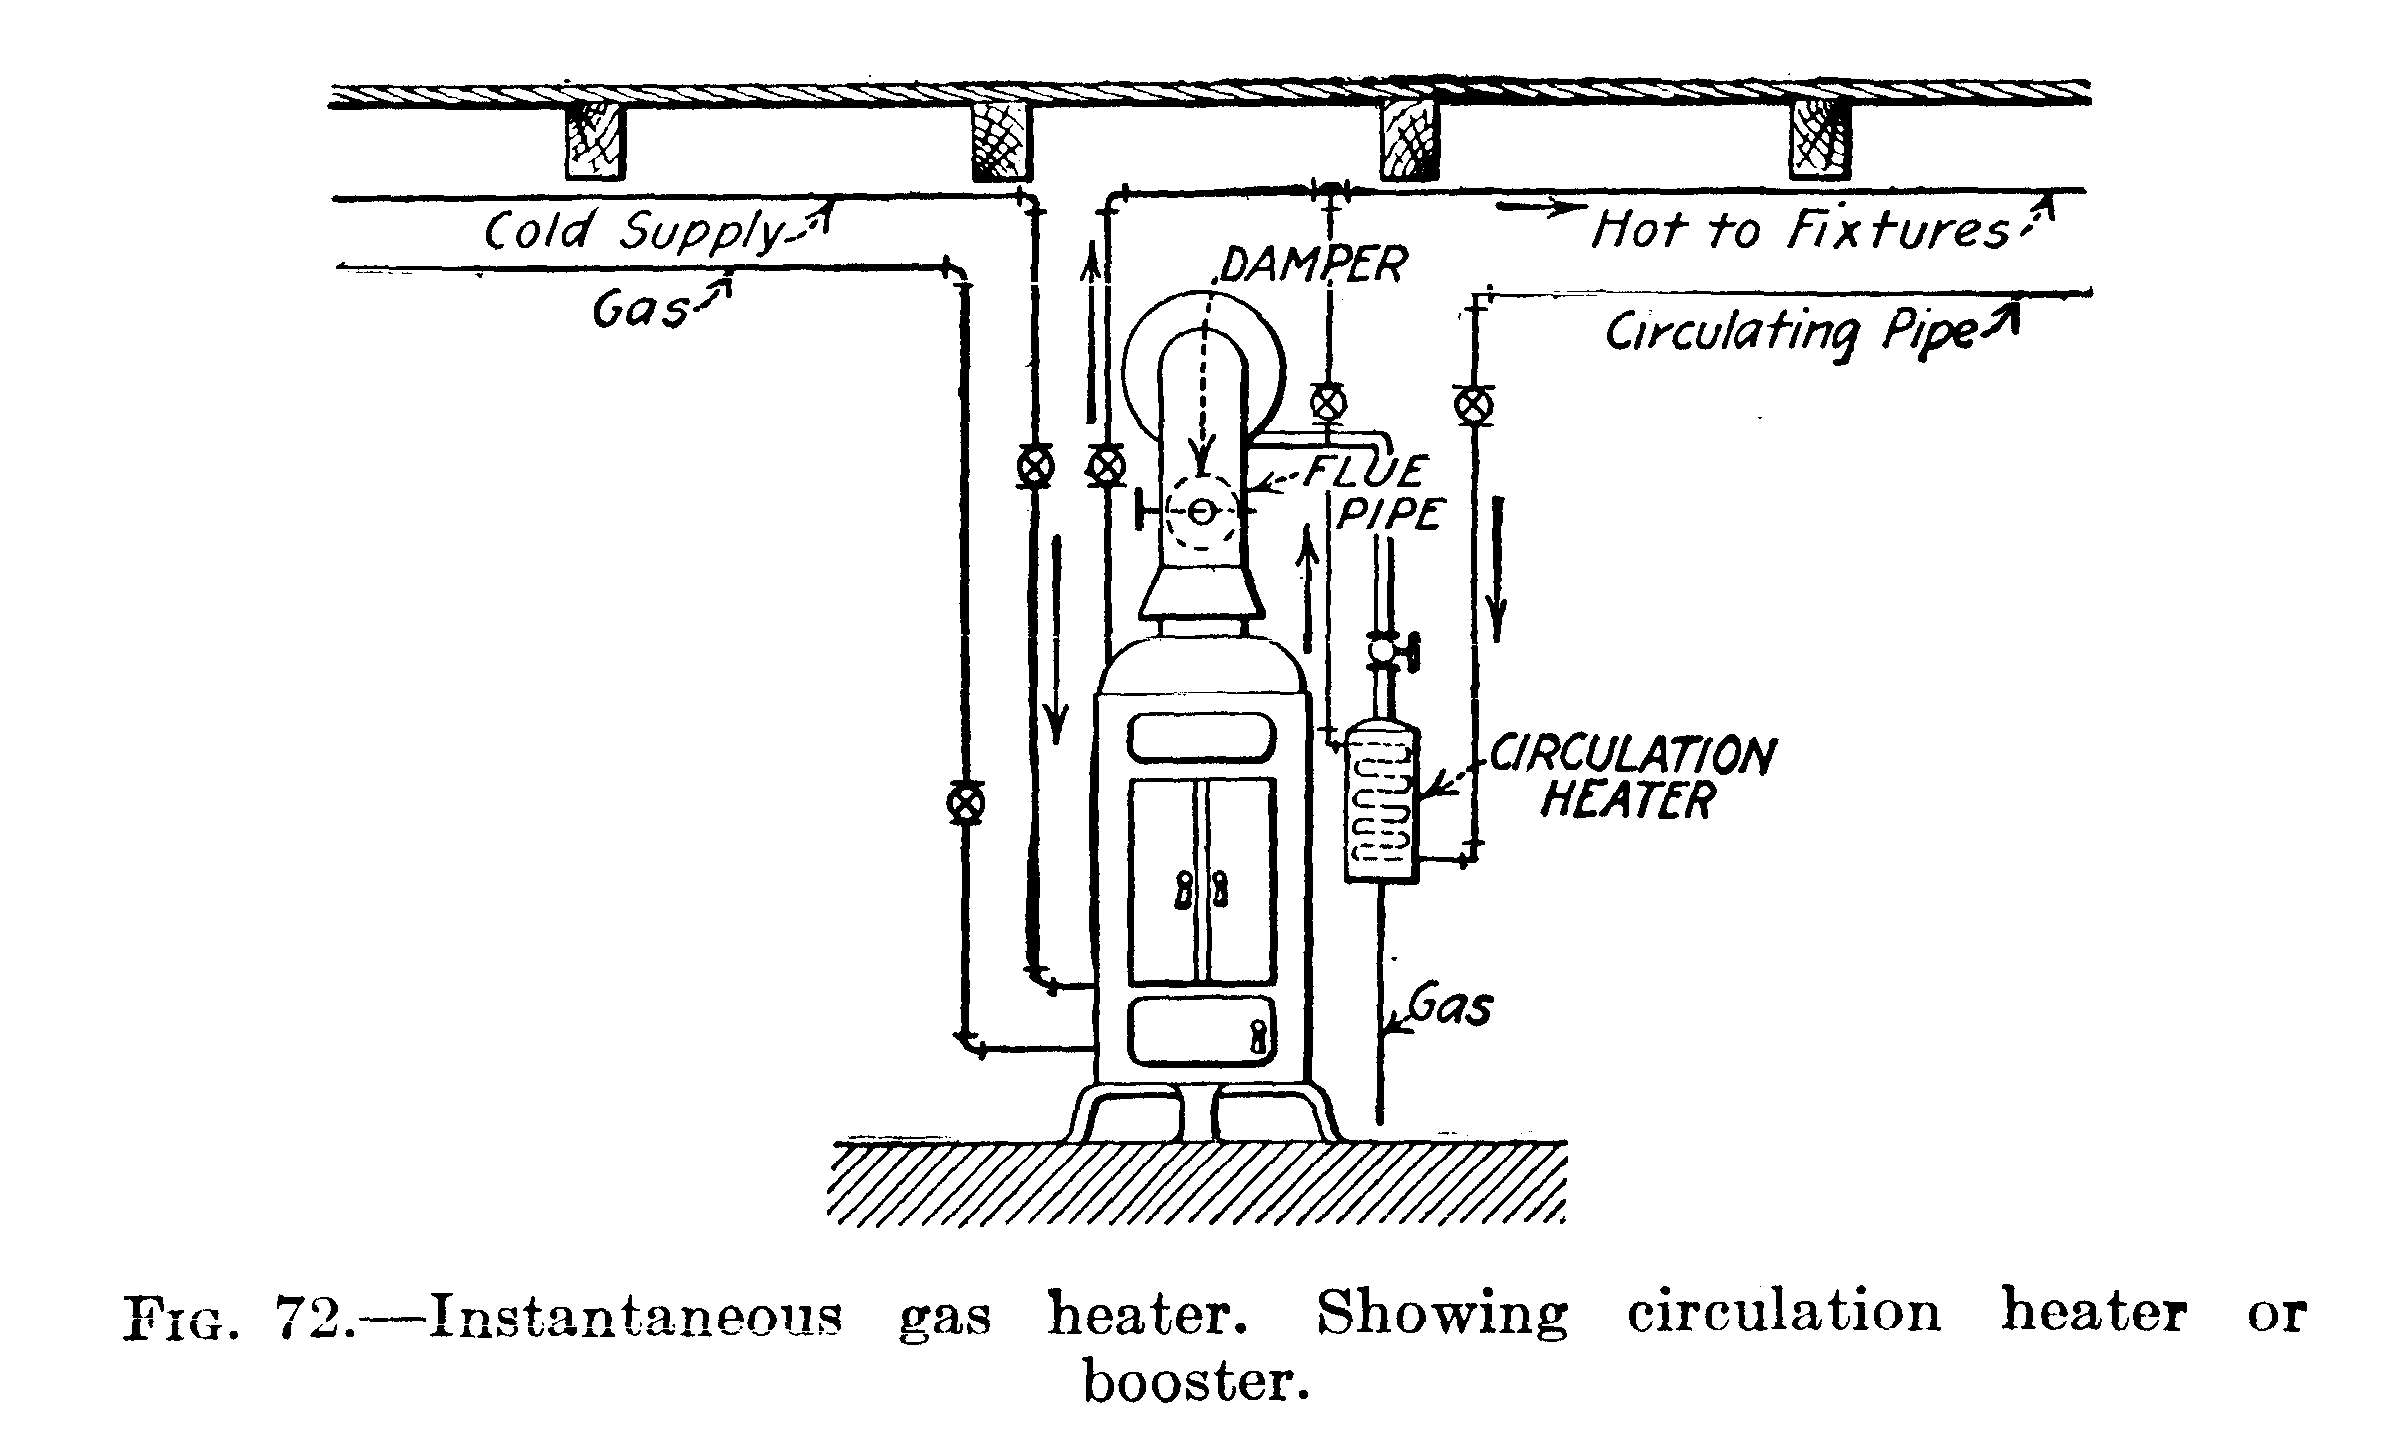 Cold Supply
Hot to Fixtures
DAMPER
Gas
Circulating Pipe
FLUE
PIPE
CIRCULATION
HEATER
Gas
FIG. 72.—Instantaneous gas heater. Showing circulation heater or
booster.